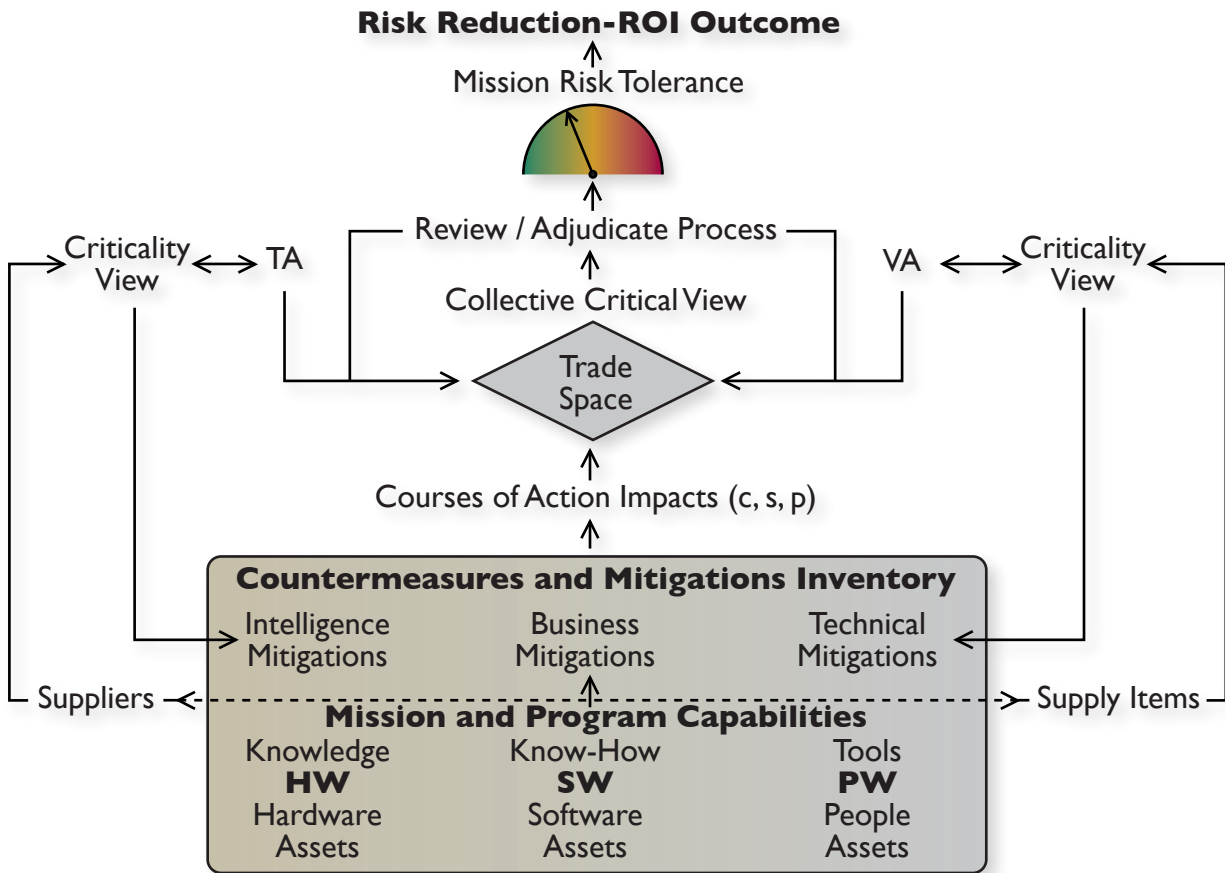 Risk Reduction-ROI Outcome
Mission Risk Tolerance
Review / Adjudicate Process
Criticality
View
TA
VA
Criticality
View
Collective Critical View
Trade
Space
Courses of Action Impacts (c, s, p)
Countermeasures and Mitigations Inventory
Intelligence
Mitigations
Business
Mitigations
Technical
Mitigations
Suppliers
Supply Items
Mission and Program Capabilities
Knowledge
Know-How
Tools
HW
SW
PW
Hardware
Assets
Software
Assets
People
Assets